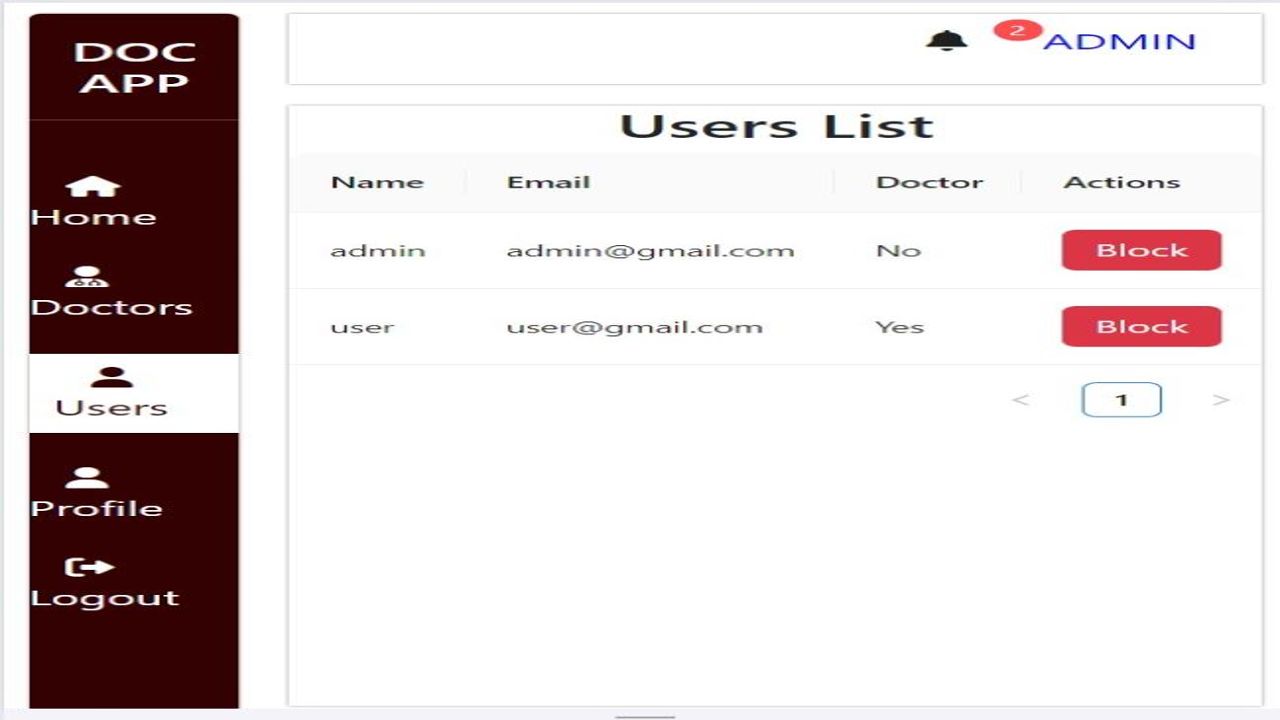 DOC
APP
2
ADMIN
Home
Doctors
Users
Profile
Logout
Users List
Name Email Doctor Actions
admin admin@gmail.com No Block
user user@gmail.com Yes Block
< 1 >